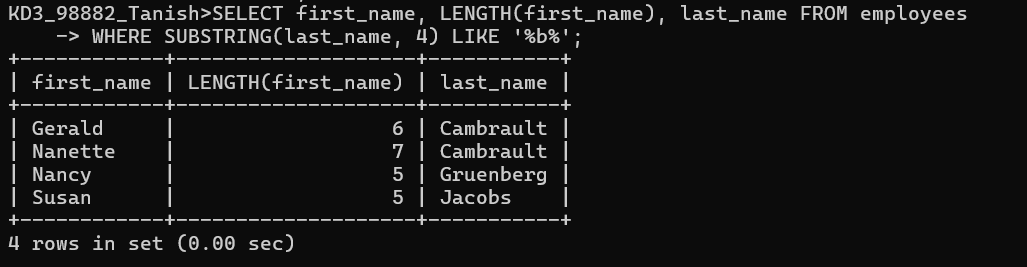 KD3_98882_Tanish>SELECT first_name, LENGTH(first_name), last_name FROM employees
    -> WHERE SUBSTRING(last_name, 4) LIKE '%b%';
+------------+--------------------+-----------+
| first_name | LENGTH(first_name) | last_name |
+------------+--------------------+-----------+
| Gerald     |                  6 | Cambrault |
| Nanette    |                  7 | Cambrault |
| Nancy      |                  5 | Gruenberg |
| Susan      |                  5 | Jacobs    |
+------------+--------------------+-----------+
4 rows in set (0.00 sec)